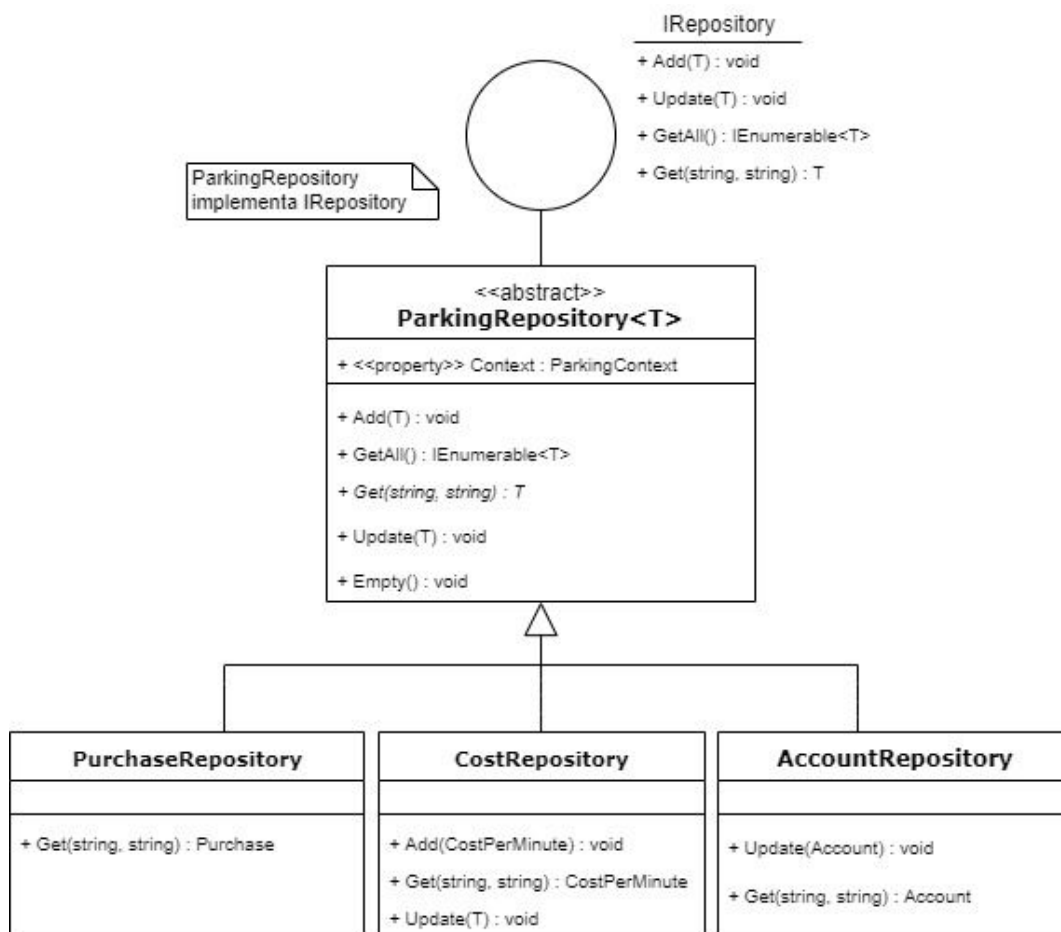 IRepository
+ Add(T) : void
+ Update(T) : void
+ GetAll() : IEnumerable<T>
+ Get(string, string) : T
ParkingRepository
implementa IRepository
<<abstract>>
ParkingRepository<T>
+ <<property>> Context : ParkingContext
+ Add(T) : void
+ GetAll() : IEnumerable<T>
+ Get(string, string) : T
+ Update(T) : void
+ Empty() : void
PurchaseRepository
+ Get(string, string) : Purchase
CostRepository
+ Add(CostPerMinute) : void
+ Get(string, string) : CostPerMinute
+ Update(T) : void
AccountRepository
+ Update(Account) : void
+ Get(string, string) : Account